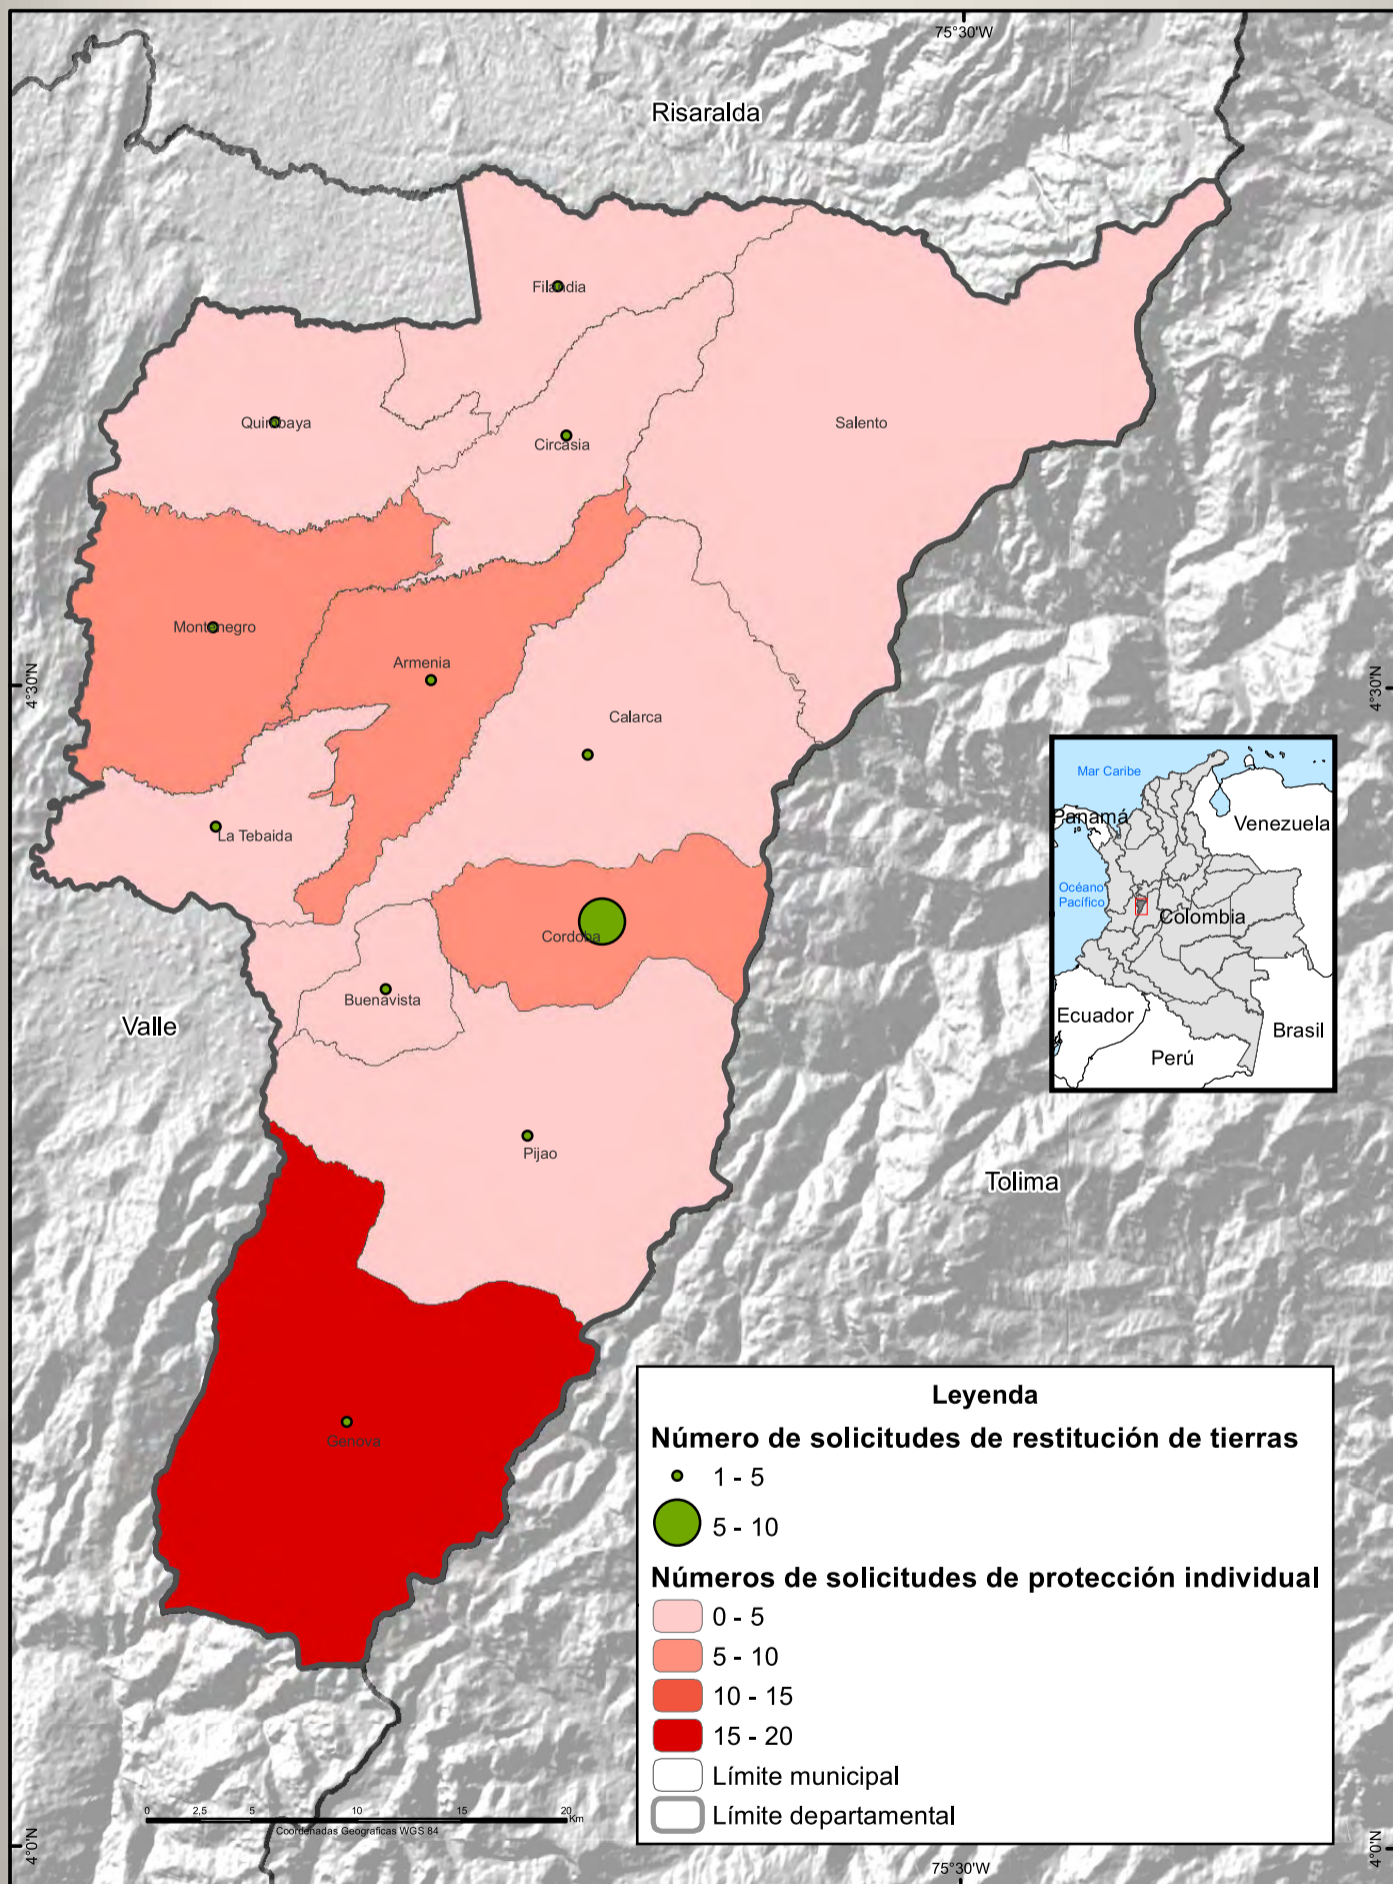 75°30'W
Risaralda
Filandia
Quimbaya
Circasia
Salento
Montenegro
Armenia
4°30'N
4°30'N
Calarca
Mar Caribe
Panamá
Venezuela
La Tebaida
Océano
Pacífico
Colombia
Cordoba
Buenavista
Valle
Ecuador
Brasil
Perú
Pijao
Tolima
Genova
Leyenda
Número de solicitudes de restitución de tierras
1 - 5
5 - 10
Números de solicitudes de protección individual
0 - 5
5 - 10
10 - 15
15 - 20
Límite municipal
Límite departamental
0 2,5 5 10 15 20
Km
Coordenadas Geograficas WGS 84
4°0'N
4°0'N
75°30'W